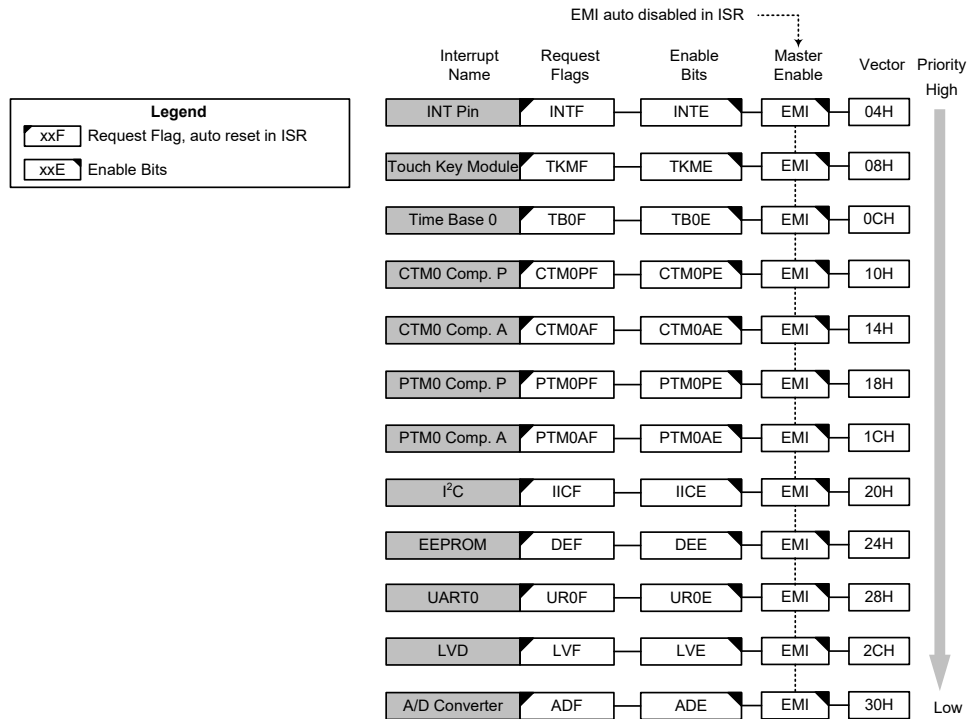 EMI auto disabled in ISR
Interrupt Name Request Flags Enable Bits Master Enable Vector Priority
High
Legend
xxF Request Flag, auto reset in ISR
xxE Enable Bits
INT Pin INTF INTE EMI 04H
Touch Key Module TKMF TKME EMI 08H
Time Base 0 TB0F TB0E EMI 0CH
CTM0 Comp. P CTM0PF CTM0PE EMI 10H
CTM0 Comp. A CTM0AF CTM0AE EMI 14H
PTM0 Comp. P PTM0PF PTM0PE EMI 18H
PTM0 Comp. A PTM0AF PTM0AE EMI 1CH
I²C IICF IICE EMI 20H
EEPROM DEF DEE EMI 24H
UART0 UR0F UR0E EMI 28H
LVD LVF LVE EMI 2CH
A/D Converter ADF ADE EMI 30H Low